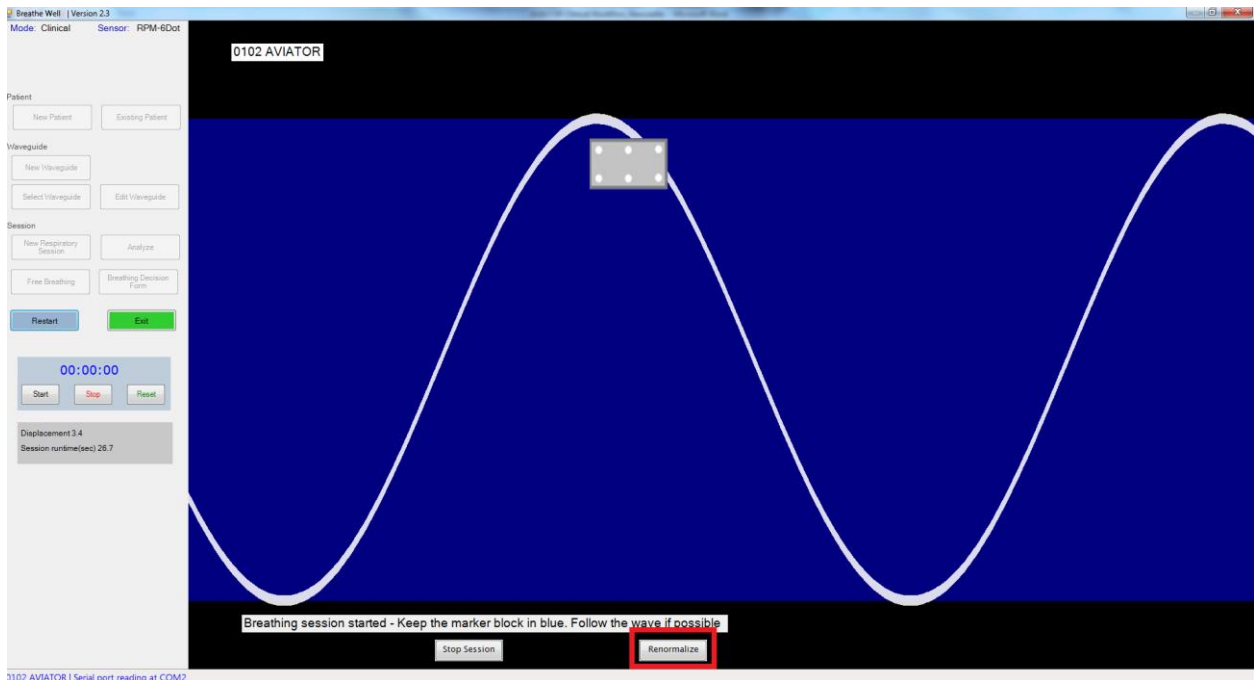 Breathe Well | Version 2.3
Mode: Clinical Sensor: RPM-6Dot
0102 AVIATOR
Patient
New Patient Existing Patient
Waveguide
New Waveguide
Select Waveguide Edit Waveguide
Session
New Respiratory Session Analyze
Free Breathing Breathing Decision Form
Restart Exit
00:00:00
Start Stop Reset
Displacement 3.4
Session runtime(sec) 26.7
Breathing session started - Keep the marker block in blue. Follow the wave if possible
Stop Session Renormalize
0102 AVIATOR | Serial port reading at COM2